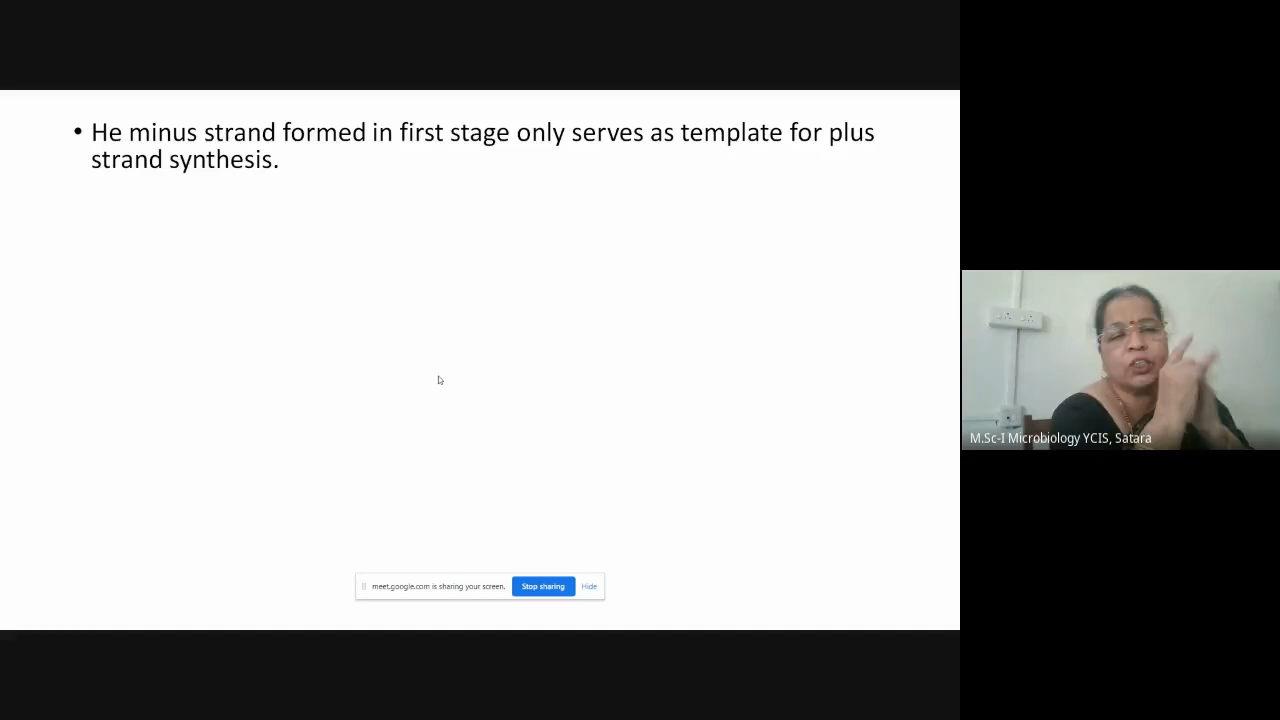 • He minus strand formed in first stage only serves as template for plus
strand synthesis.
meet.google.com is sharing your screen. Stop sharing Hide
M.Sc-I Microbiology YCIS, Satara